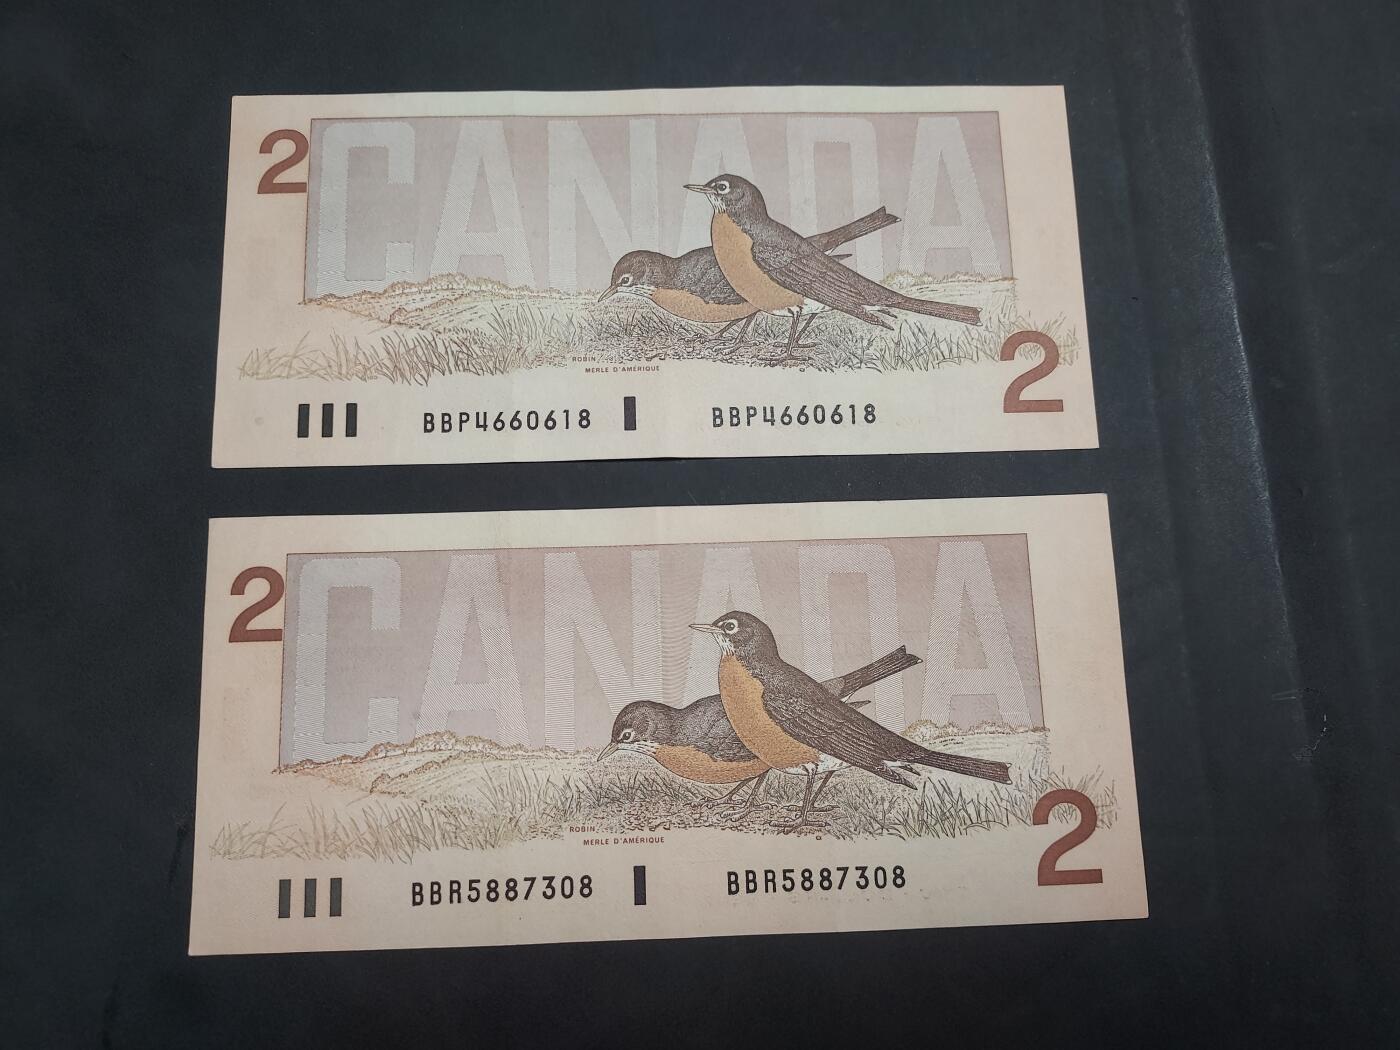 2 CANADA
ROBIN
MERLE D'AMÉRIQUE
2
BBP4660618 BBP4660618
2 CANADA
ROBIN
MERLE D'AMÉRIQUE
2
BBR5887308 BBR5887308